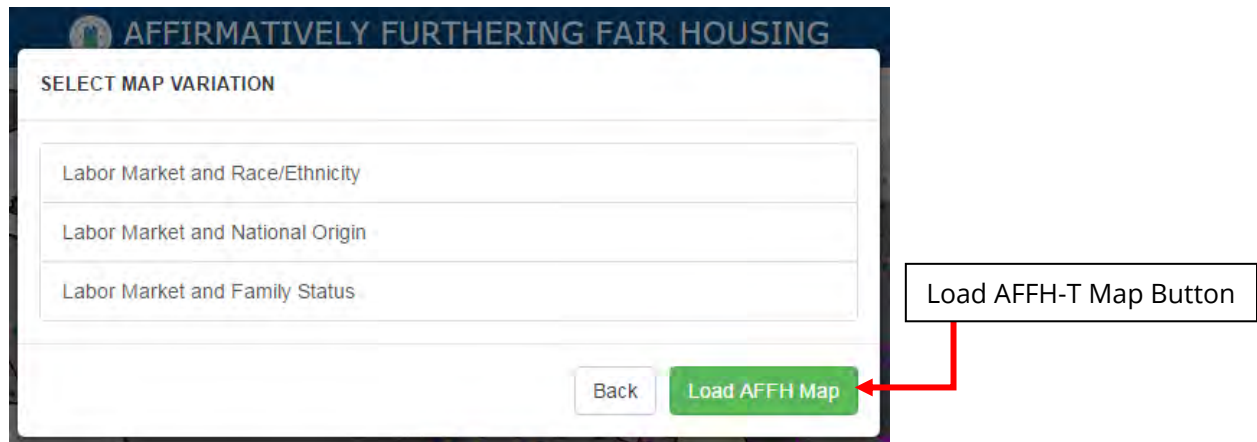 AFFIRMATIVELY FURTHERING FAIR HOUSING
SELECT MAP VARIATION
Labor Market and Race/Ethnicity
Labor Market and National Origin
Labor Market and Family Status
Load AFFH-T Map Button
Back
Load AFFH Map